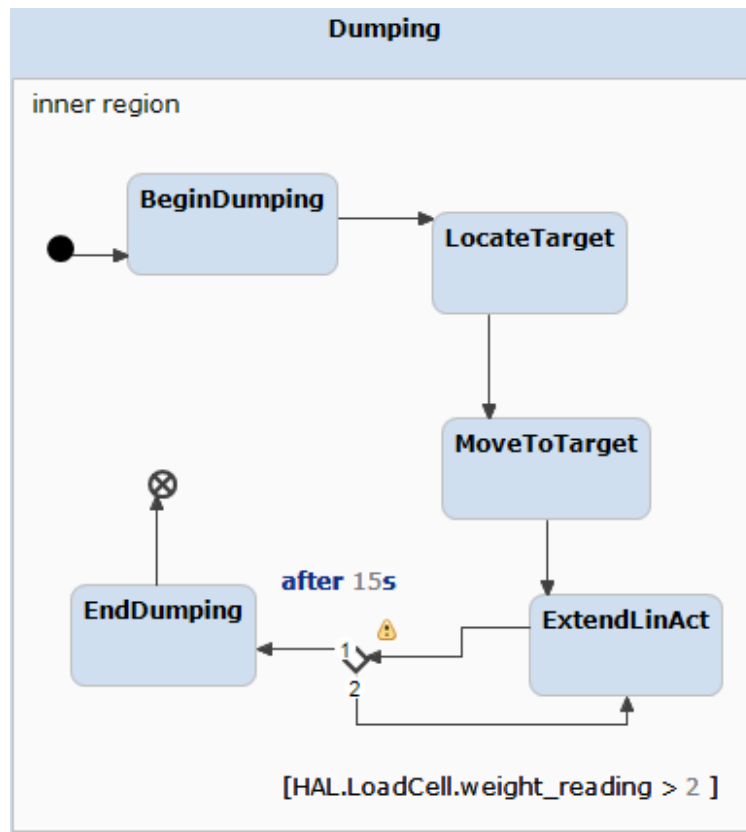 Dumping
inner region
BeginDumping
LocateTarget
MoveToTarget
after 15s
EndDumping
ExtendLinAct
1
2
[HAL.LoadCell.weight_reading > 2 ]